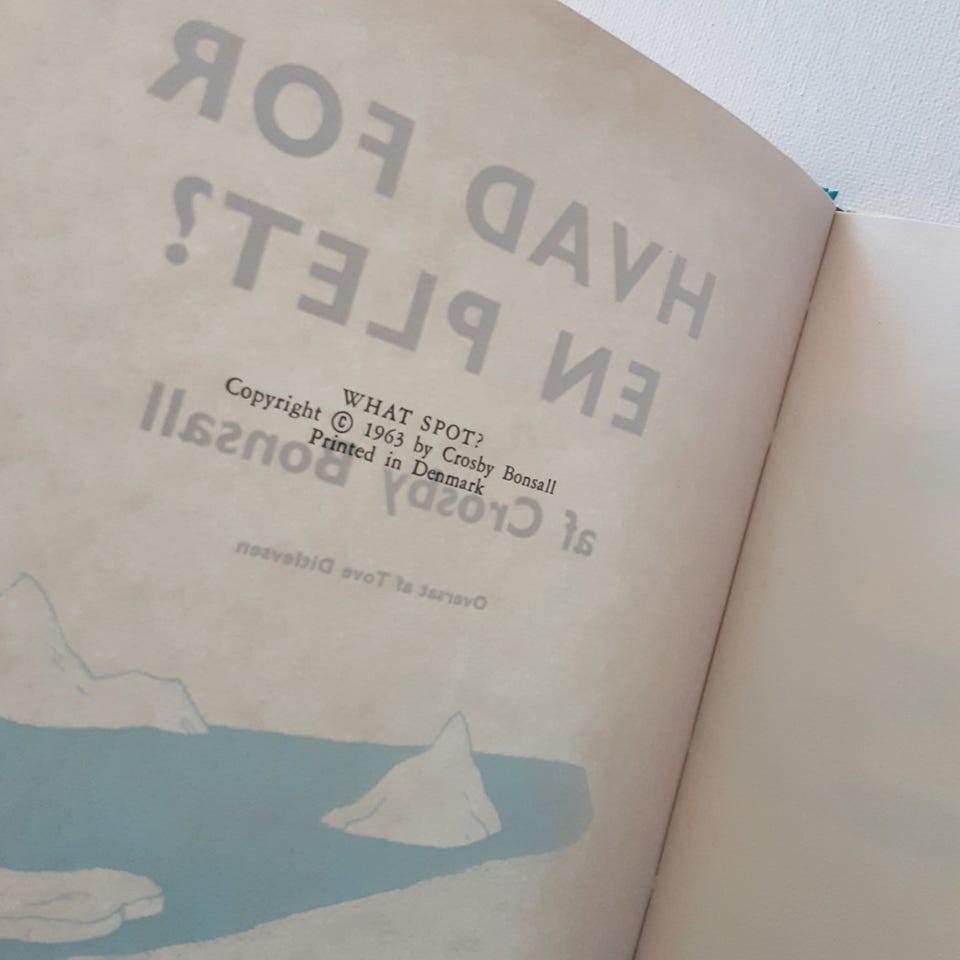 HVAD FOR
EN PLET?
WHAT SPOT?
Copyright © 1963 by Crosby Bonsall
Printed in Denmark
af Crosby Bonsall
Oversat af Tove Ditlevsen